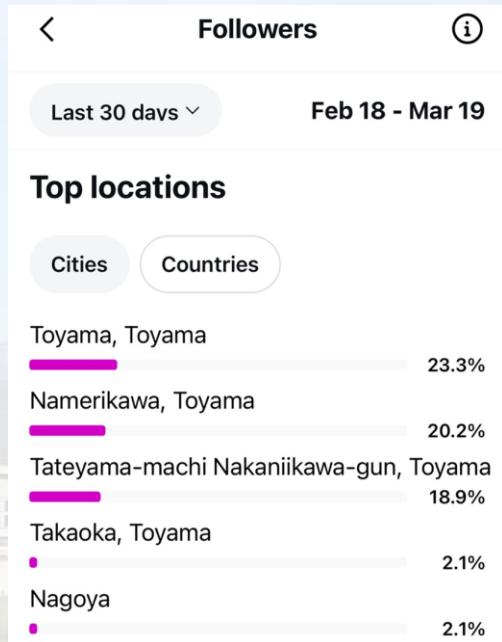 Followers
Last 30 days
Feb 18 - Mar 19
Top locations
Cities
Countries
Toyama, Toyama
23.3%
Namerikawa, Toyama
20.2%
Tateyama-machi Nakaniikawa-gun, Toyama
18.9%
Takaoka, Toyama
2.1%
Nagoya
2.1%